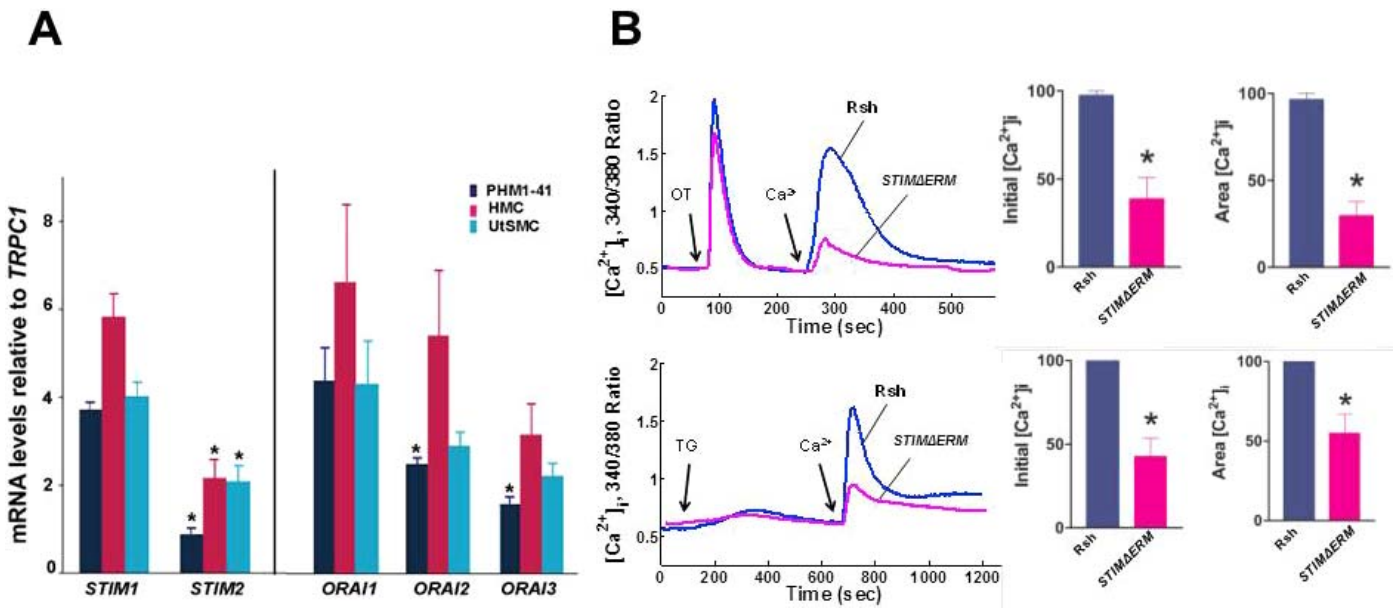 A
B
mRNA levels relative to TRPC1
8
6
4
2
0
PHM1-41
HMC
UtSMC
*
*
*
*
*
STIM1
STIM2
ORAI1
ORAI2
ORAI3
[Ca²⁺]i, 340/380 Ratio
2
1.5
1
0.5
OT
Ca²⁺
Rsh
STIMΔERM
0
100
200
300
400
500
Time (sec)
Initial [Ca²⁺]i
100
50
0
*
Rsh
STIMΔERM
Area [Ca²⁺]i
100
50
0
*
Rsh
STIMΔERM
[Ca²⁺]i, 340/380 Ratio
2
1.5
1
0.5
TG
Ca²⁺
Rsh
STIMΔERM
0
200
400
600
800
1000
1200
Time (sec)
Initial [Ca²⁺]i
100
50
0
*
Rsh
STIMΔERM
Area [Ca²⁺]i
100
50
0
*
Rsh
STIMΔERM